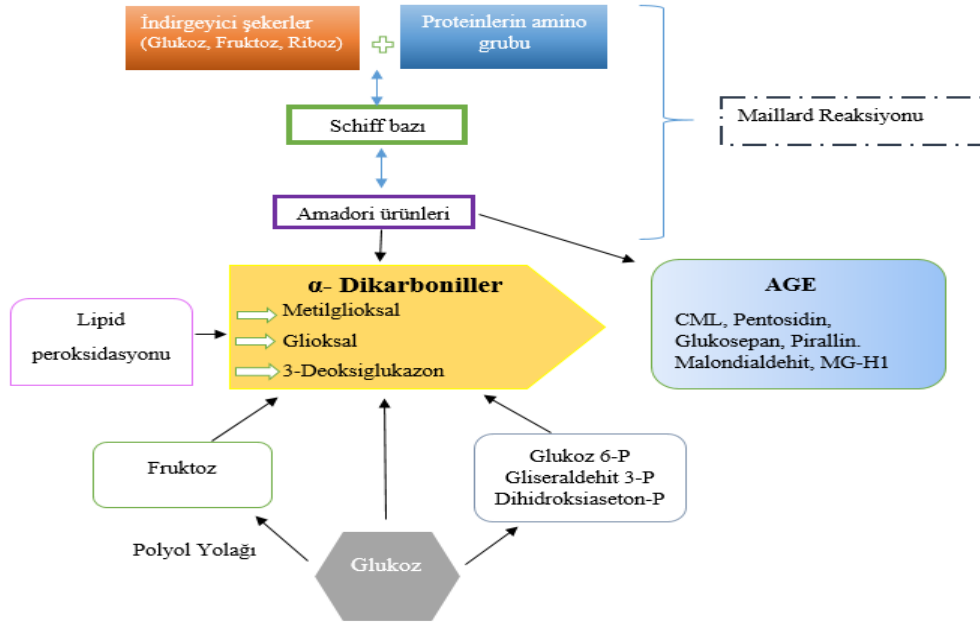 İndirgeyici şekerler
(Glukoz, Fruktoz, Riboz)
Proteinlerin amino
grubu
Maillard Reaksiyonu
Schiff bazı
Amadori ürünleri
α- Dikarboniller
Metilglioksal
Glioksal
3-Deoksiglukazon
AGE
CML, Pentosidin,
Glukosepan, Pirallin.
Malondialdehit, MG-H1
Lipid
peroksidasyonu
Fruktoz
Glukoz 6-P
Gliseraldehit 3-P
Dihidroksiaseton-P
Polyol Yolağı
Glukoz